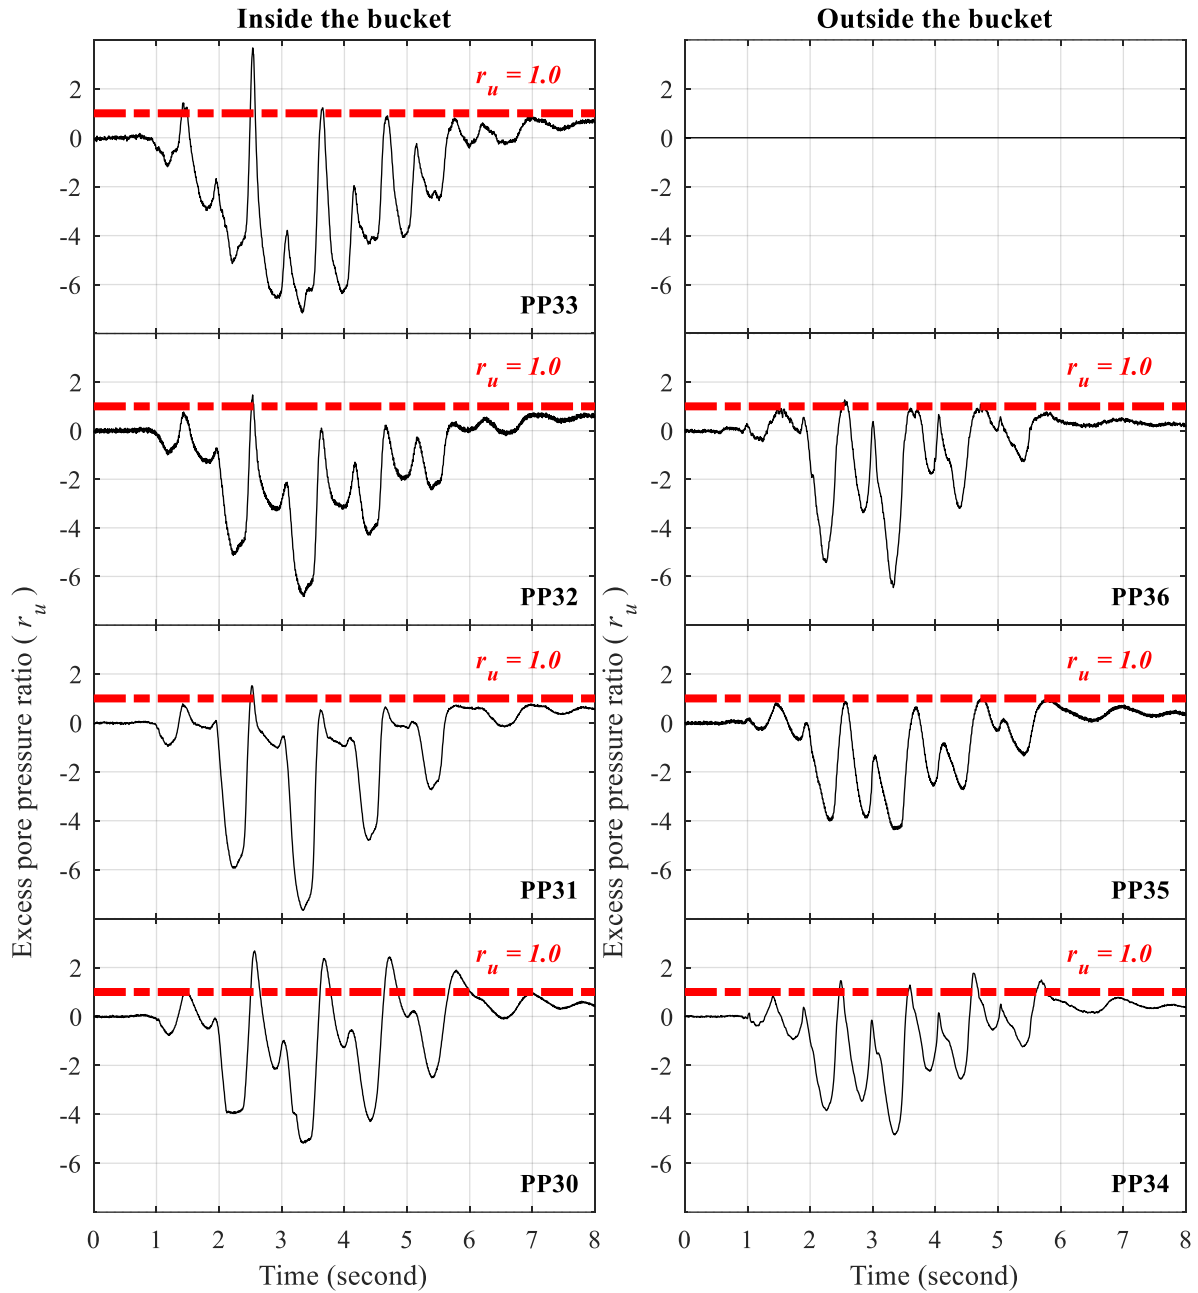 Inside the bucket
Outside the bucket
2
0
-2
-4
-6
r_u = 1.0
PP33
2
0
-2
-4
-6
2
0
-2
-4
-6
r_u = 1.0
PP32
2
0
-2
-4
-6
r_u = 1.0
PP36
2
0
-2
-4
-6
r_u = 1.0
PP31
2
0
-2
-4
-6
r_u = 1.0
PP35
2
0
-2
-4
-6
r_u = 1.0
PP30
2
0
-2
-4
-6
r_u = 1.0
PP34
Excess pore pressure ratio ( r_u )
Excess pore pressure ratio ( r_u )
0 1 2 3 4 5 6 7 8
0 1 2 3 4 5 6 7 8
Time (second)
Time (second)